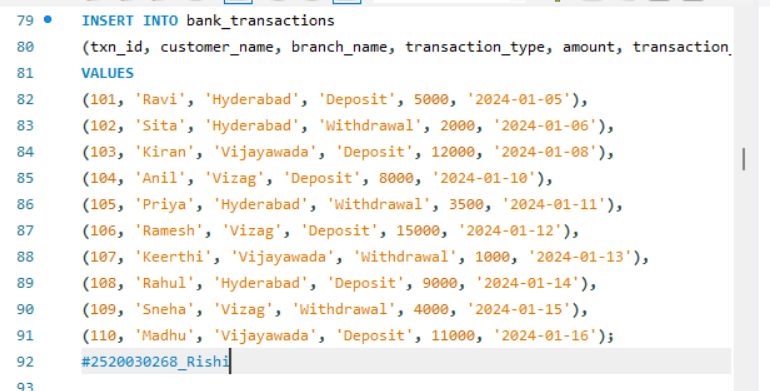 79 INSERT INTO bank_transactions
80 (txn_id, customer_name, branch_name, transaction_type, amount, transaction_
81 VALUES
82 (101, 'Ravi', 'Hyderabad', 'Deposit', 5000, '2024-01-05'),
83 (102, 'Sita', 'Hyderabad', 'Withdrawal', 2000, '2024-01-06'),
84 (103, 'Kiran', 'Vijayawada', 'Deposit', 12000, '2024-01-08'),
85 (104, 'Anil', 'Vizag', 'Deposit', 8000, '2024-01-10'),
86 (105, 'Priya', 'Hyderabad', 'Withdrawal', 3500, '2024-01-11'),
87 (106, 'Ramesh', 'Vizag', 'Deposit', 15000, '2024-01-12'),
88 (107, 'Keerthi', 'Vijayawada', 'Withdrawal', 1000, '2024-01-13'),
89 (108, 'Rahul', 'Hyderabad', 'Deposit', 9000, '2024-01-14'),
90 (109, 'Sneha', 'Vizag', 'Withdrawal', 4000, '2024-01-15'),
91 (110, 'Madhu', 'Vijayawada', 'Deposit', 11000, '2024-01-16');
92 #2520030268_Rishi
93